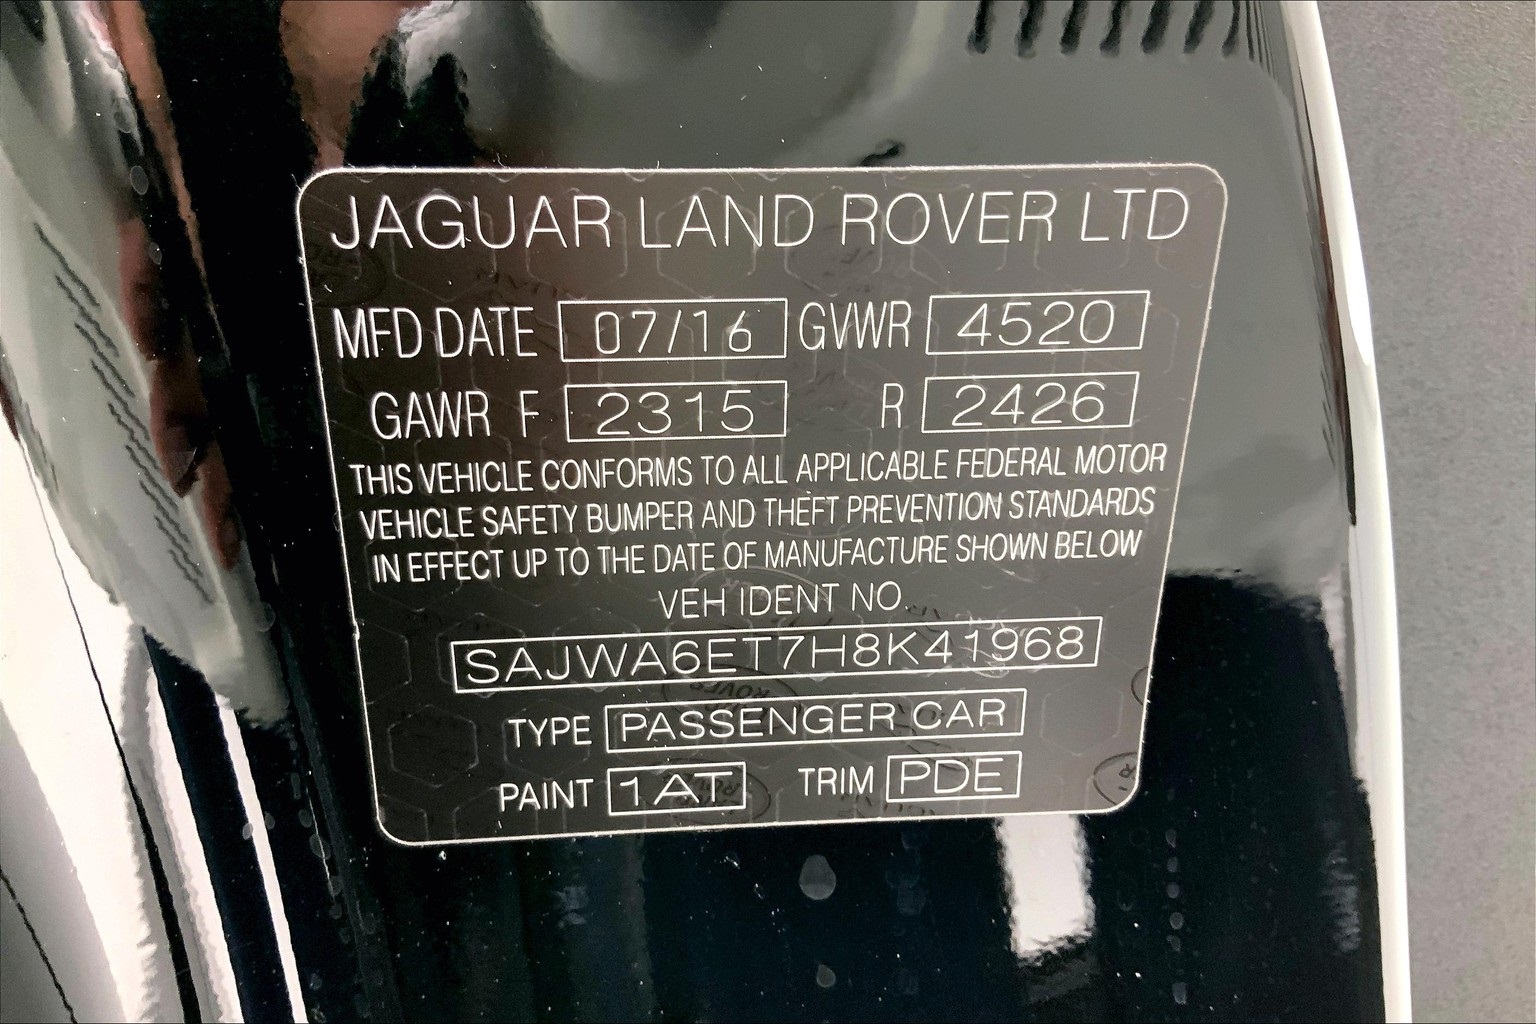 JAGUAR LAND ROVER LTD
MFD DATE 07/16 GVWR 4520
GAWR F 2315 R 2426
THIS VEHICLE CONFORMS TO ALL APPLICABLE FEDERAL MOTOR
VEHICLE SAFETY BUMPER AND THEFT PREVENTION STANDARDS
IN EFFECT UP TO THE DATE OF MANUFACTURE SHOWN BELOW
VEH IDENT NO.
SAJWA6ET7H8K41968
TYPE PASSENGER CAR
PAINT 1AT TRIM PDE